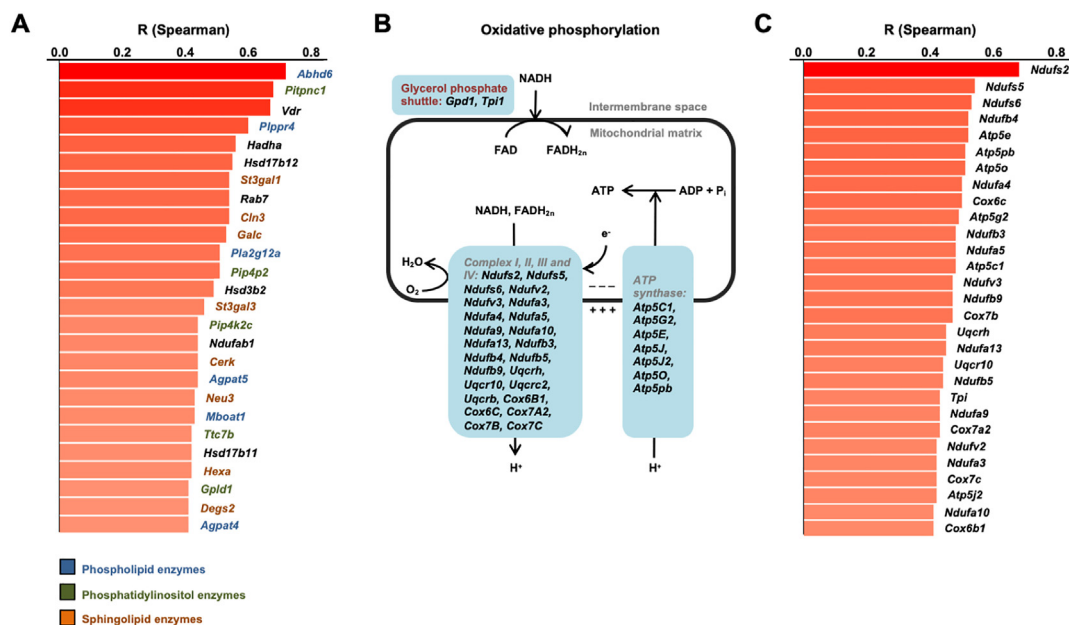 A
R (Spearman)
0.0 0.2 0.4 0.6 0.8
Abhd6
Pitpnc1
Vdr
Plppr4
Hadha
Hsd17b12
St3gal1
Rab7
Cln3
Galc
Pla2g12a
Pip4p2
Hsd3b2
St3gal3
Pip4k2c
Ndufab1
Cerk
Agpat5
Neu3
Mboat1
Ttc7b
Hsd17b11
Hexa
Gpld1
Degs2
Agpat4
Phospholipid enzymes
Phosphatidylinositol enzymes
Sphingolipid enzymes
B
Oxidative phosphorylation
NADH
Glycerol phosphate
shuttle: Gpd1, Tpi1
Intermembrane space
Mitochondrial matrix
FAD FADH2n
ATP ADP + Pi
NADH, FADH2n
e-
H2O
O2
Complex I, II, III and
IV: Ndufs2, Ndufs5,
Ndufs6, Ndufv2,
Ndufv3, Ndufa3,
Ndufa4, Ndufa5,
Ndufa9, Ndufa10,
Ndufa13, Ndufb3,
Ndufb4, Ndufb5,
Ndufb9, Uqcrh,
Uqcr10, Uqcrc2,
Uqcrb, Cox6B1,
Cox6C, Cox7A2,
Cox7B, Cox7C
– – –
+ + +
ATP
synthase:
Atp5C1,
Atp5G2,
Atp5E,
Atp5J,
Atp5J2,
Atp5O,
Atp5pb
H+ H+
C
R (Spearman)
0.0 0.2 0.4 0.6 0.8
Ndufs2
Ndufs5
Ndufs6
Ndufb4
Atp5e
Atp5pb
Atp5o
Ndufa4
Cox6c
Atp5g2
Ndufb3
Ndufa5
Atp5c1
Ndufv3
Ndufb9
Cox7b
Uqcrh
Ndufa13
Uqcr10
Ndufb5
Tpi
Ndufa9
Cox7a2
Ndufv2
Ndufa3
Cox7c
Atp5j2
Ndufa10
Cox6b1